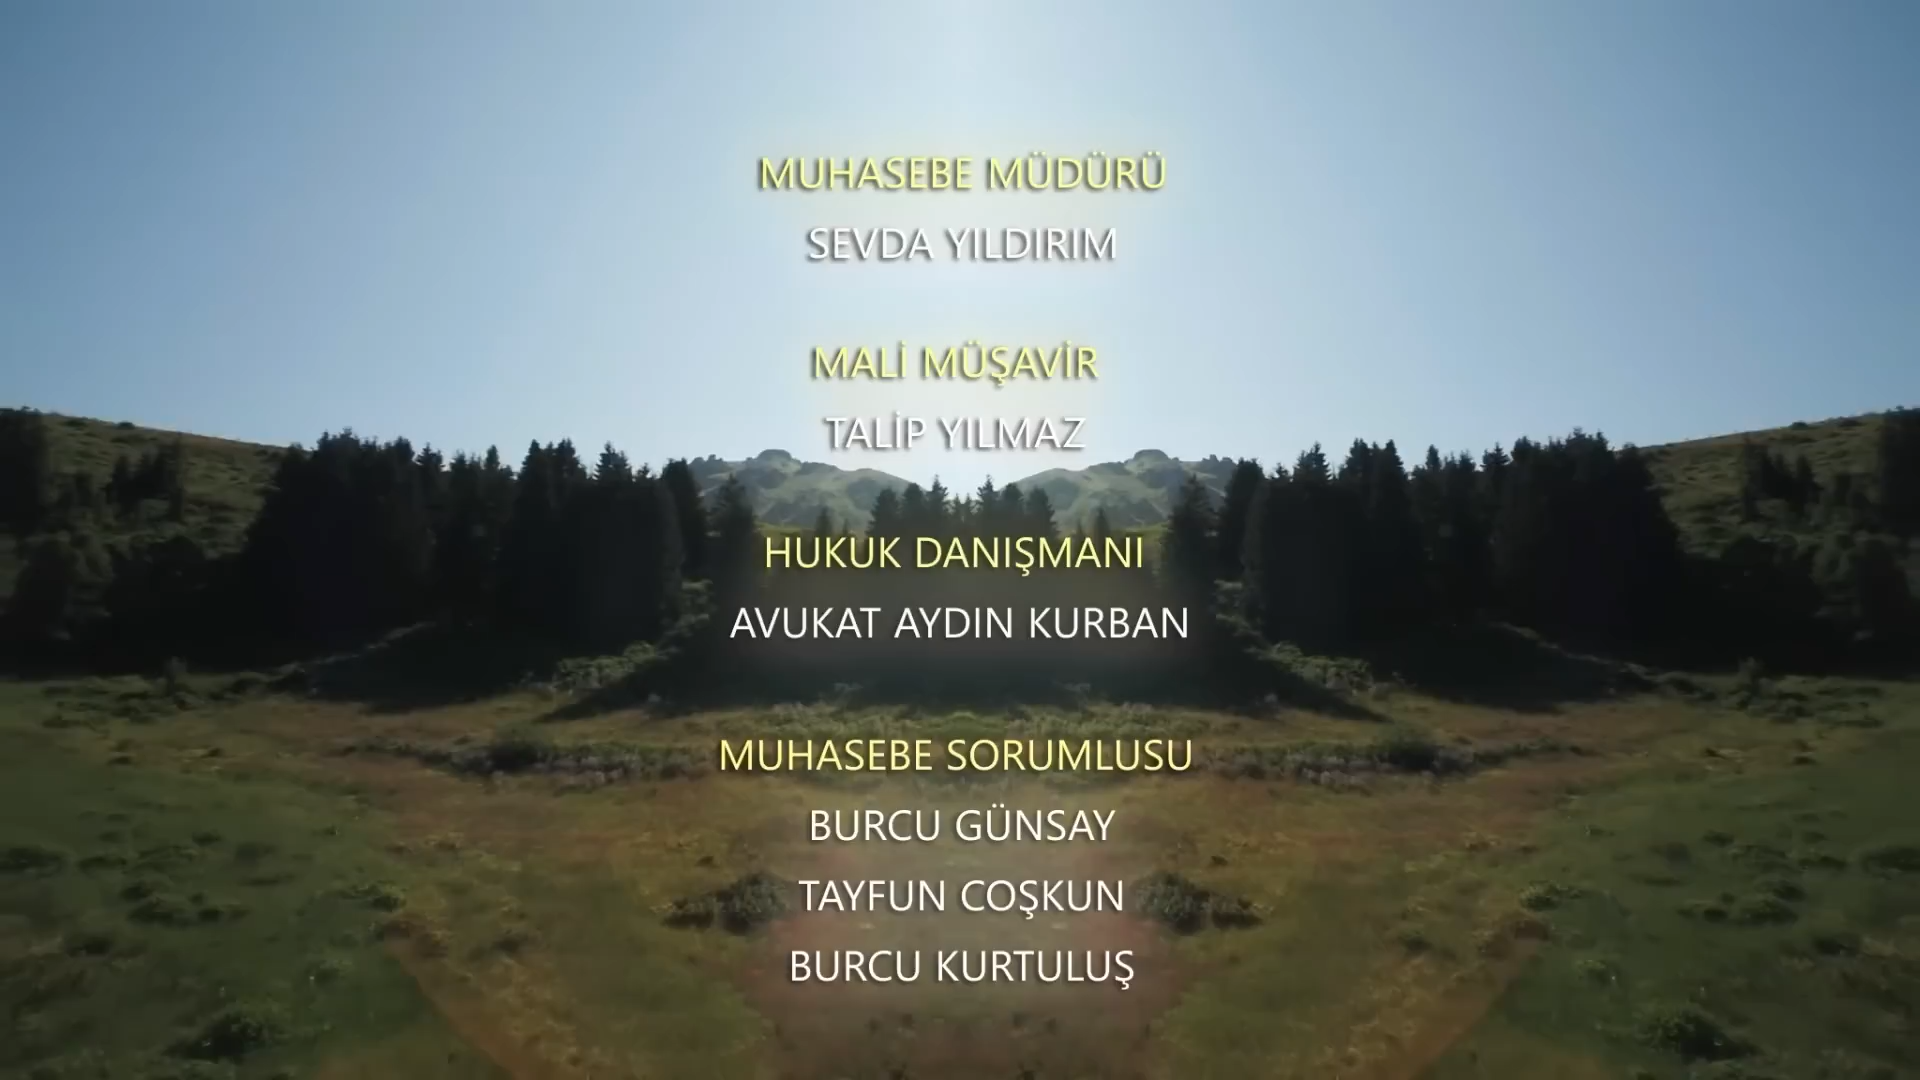 MUHASEBE MÜDÜRÜ
SEVDA YILDIRIM
MALİ MÜŞAVİR
TALİP YILMAZ
HUKUK DANIŞMANI
AVUKAT AYDIN KURBAN
MUHASEBE SORUMLUSU
BURCU GÜNSAY
TAYFUN COŞKUN
BURCU KURTULUŞ